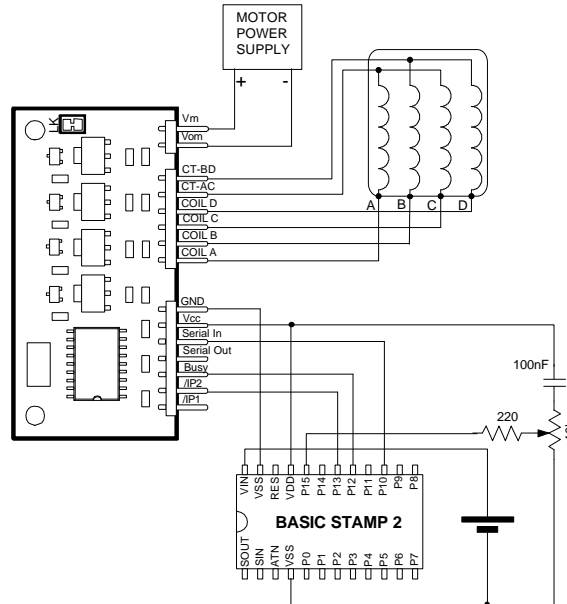 MOTOR
POWER
SUPPLY
+ -
LK
Vm
Vom
CT-BD
CT-AC
COIL D
COIL C
COIL B
COIL A
A B C D
GND
Vcc
Serial In
Serial Out
Busy
/IP2
/IP1
100nF
220
VIN VSS RES VDD P15 P14 P13 P12 P11 P10 P9 P8
BASIC STAMP 2
SOUT SIN ATN VSS P0 P1 P2 P3 P4 P5 P6 P7